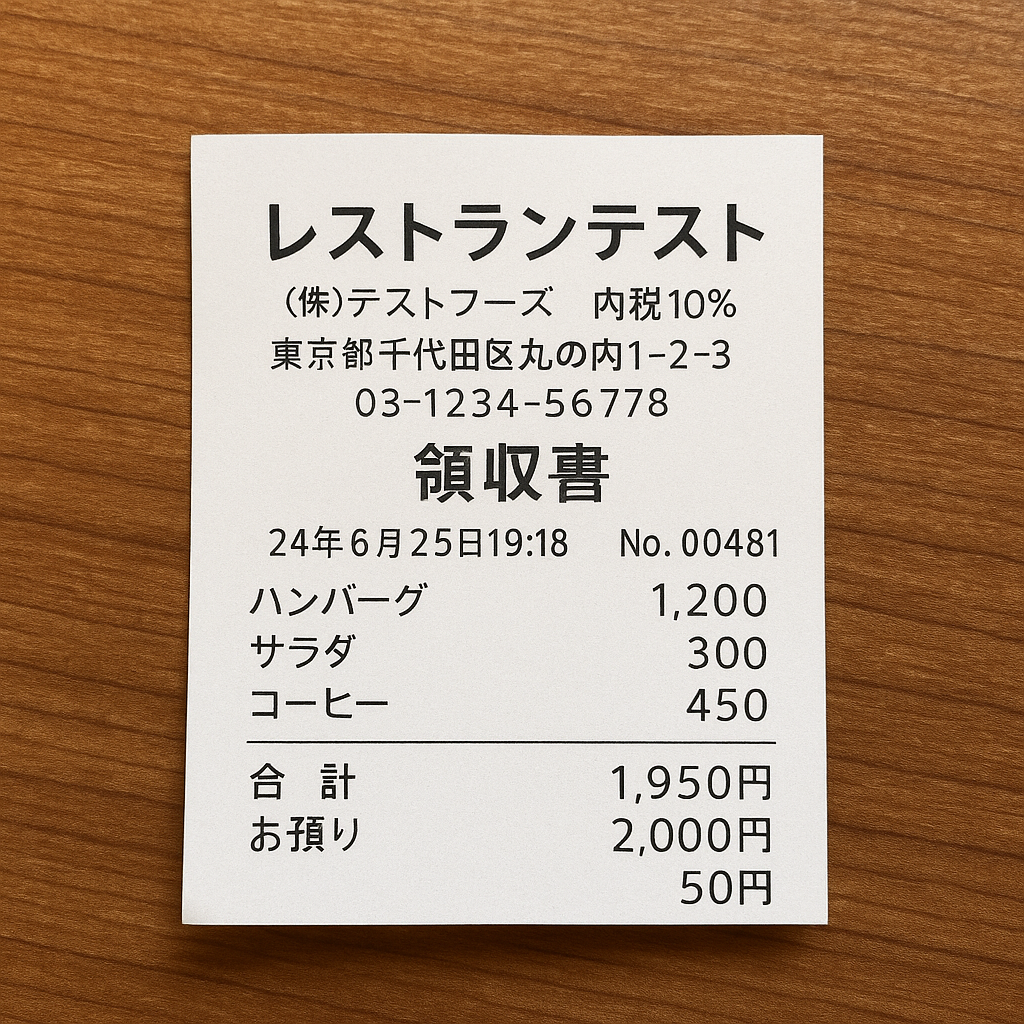 レストランテスト
(侏)テストフーズ 内税10%
東京都千代田区丸の内1-2-3
03-1234-56778
領収書
24年6月25日19:18 No. 00481
ハンバーグ 1,200
サラダ 300
コーヒー 450
合 計 1,950円
お預り 2,000円
50円